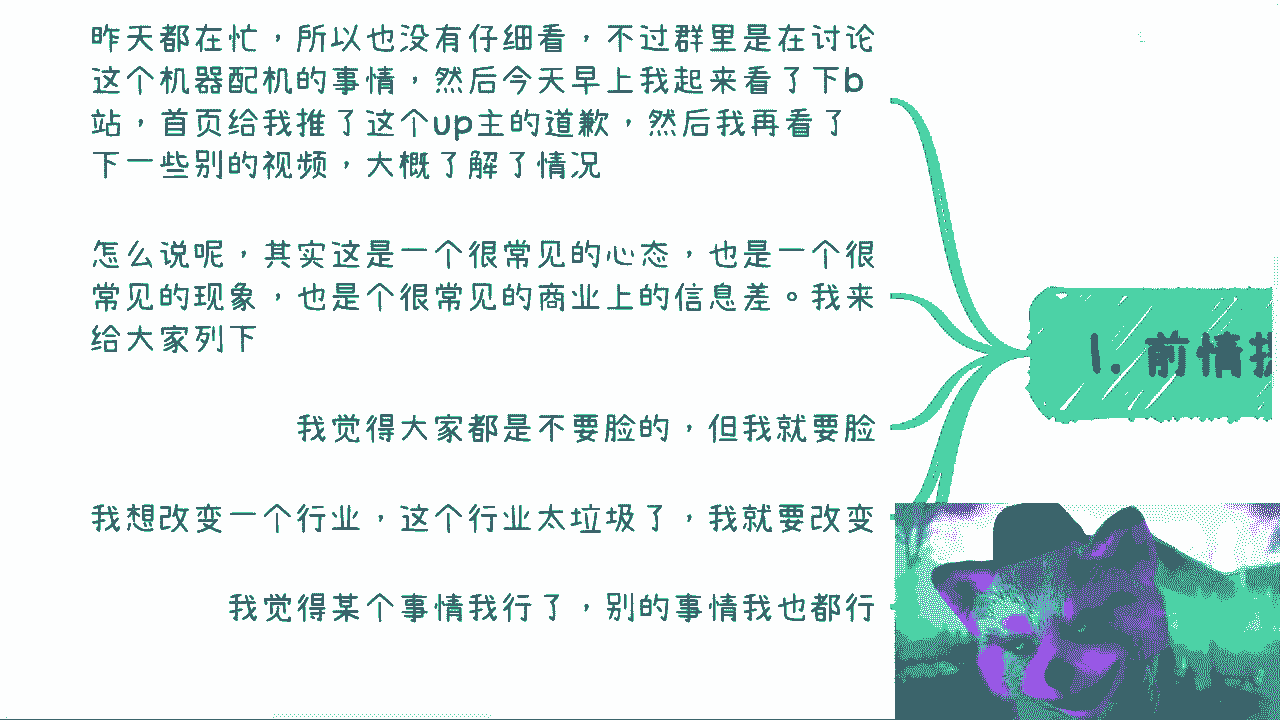 昨天都在忙，所以也没有仔细看，不过群里是在讨论
这个机器配机的事情，然后今天早上我起来看了下b
站，首页给我推了这个up主的道歉，然后我再看了
下一些别的视频，大概了解了情况
怎么说呢，其实这是一个很常见的心态，也是一个很
常见的现象，也是个很常见的商业上的信息差。我来
给大家列下
我觉得大家都是不要脸的，但我就要脸
我想改变一个行业，这个行业太垃圾了，我就要改变
我觉得某个事情我行了，别的事情我也都行
1. 前情